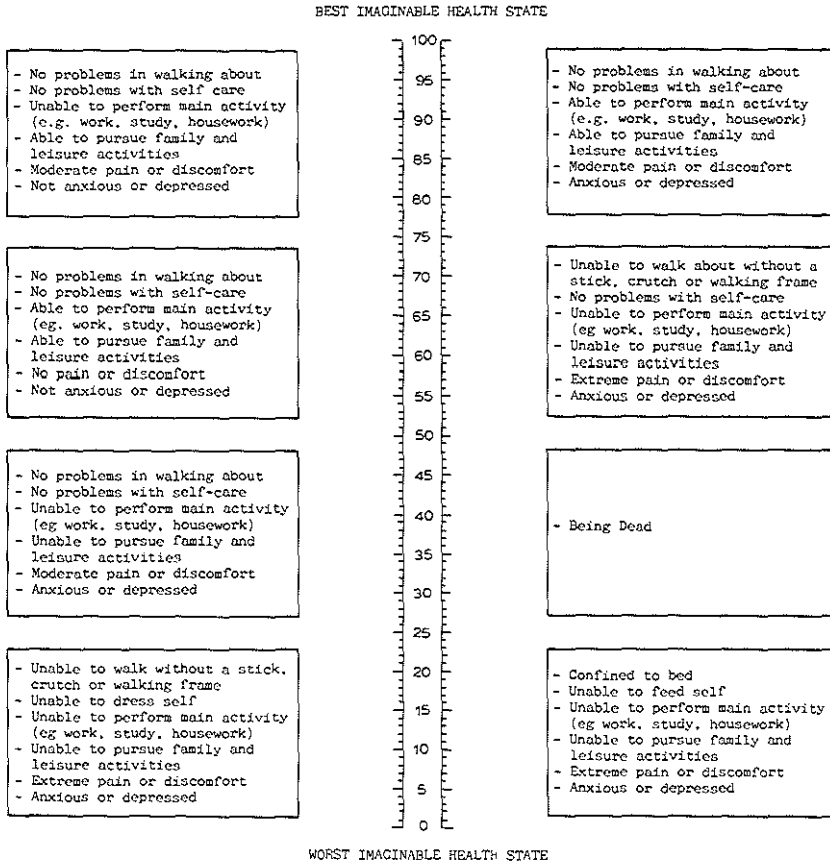 BEST IMAGINABLE HEALTH STATE
- No problems in walking about
- No problems with self care
- Unable to perform main activity
(e.g. work, study, housework)
- Able to pursue family and
leisure activities
- Moderate pain or discomfort
- Not anxious or depressed
- No problems in walking about
- No problems with self-care
- Able to perform main activity
(eg. work, study, housework)
- Able to pursue family and
leisure activities
- No pain or discomfort
- Not anxious or depressed
- No problems in walking about
- No problems with self-care
- Unable to perform main activity
(eg work, study, housework)
- Unable to pursue family and
leisure activities
- Moderate pain or discomfort
- Anxious or depressed
- Unable to walk without a stick,
crutch or walking frame
- Unable to dress self
- Unable to perform main activity
(eg work, study, housework)
- Unable to pursue family and
leisure activities
- Extreme pain or discomfort
- Anxious or depressed
100
95
90
85
80
75
70
65
60
55
50
45
40
35
30
25
20
15
10
5
0
- No problems in walking about
- No problems with self-care
- Able to perform main activity
(e.g. work, study, housework)
- Able to pursue family and
leisure activities
- Moderate pain or discomfort
- Anxious or depressed
- Unable to walk about without a
stick, crutch or walking frame
- No problems with self-care
- Unable to perform main activity
(eg work, study, housework)
- Unable to pursue family and
leisure activities
- Extreme pain or discomfort
- Anxious or depressed
- Being Dead
- Confined to bed
- Unable to feed self
- Unable to perform main activity
(eg work, study, housework)
- Unable to pursue family and
leisure activities
- Extreme pain or discomfort
- Anxious or depressed
WORST IMAGINABLE HEALTH STATE